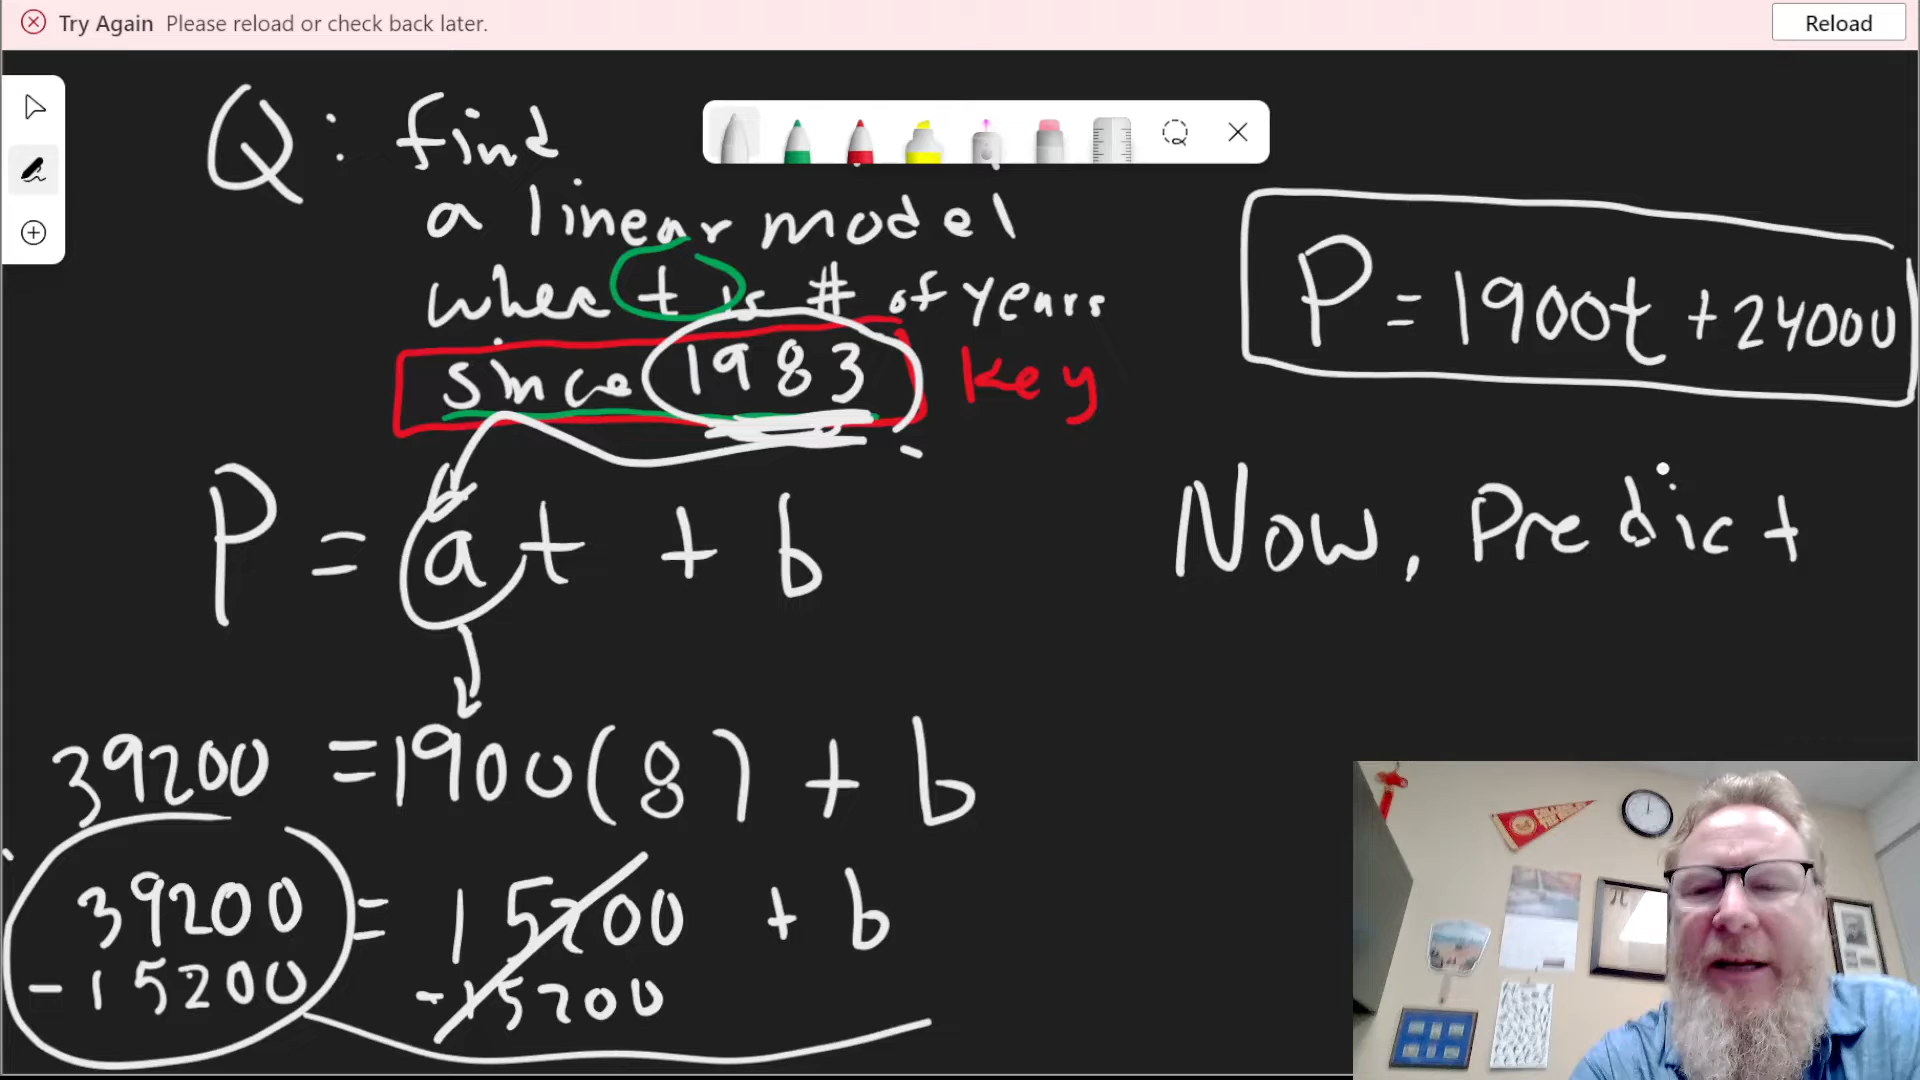 Try Again Please reload or check back later.
Reload
Q: find
a linear model
when t is # of years
since 1983 key
P = at + b
39200 = 1900(8) + b
39200 = 15200 + b
-15200 -15200
P = 1900t + 24000
Now, Predict
π